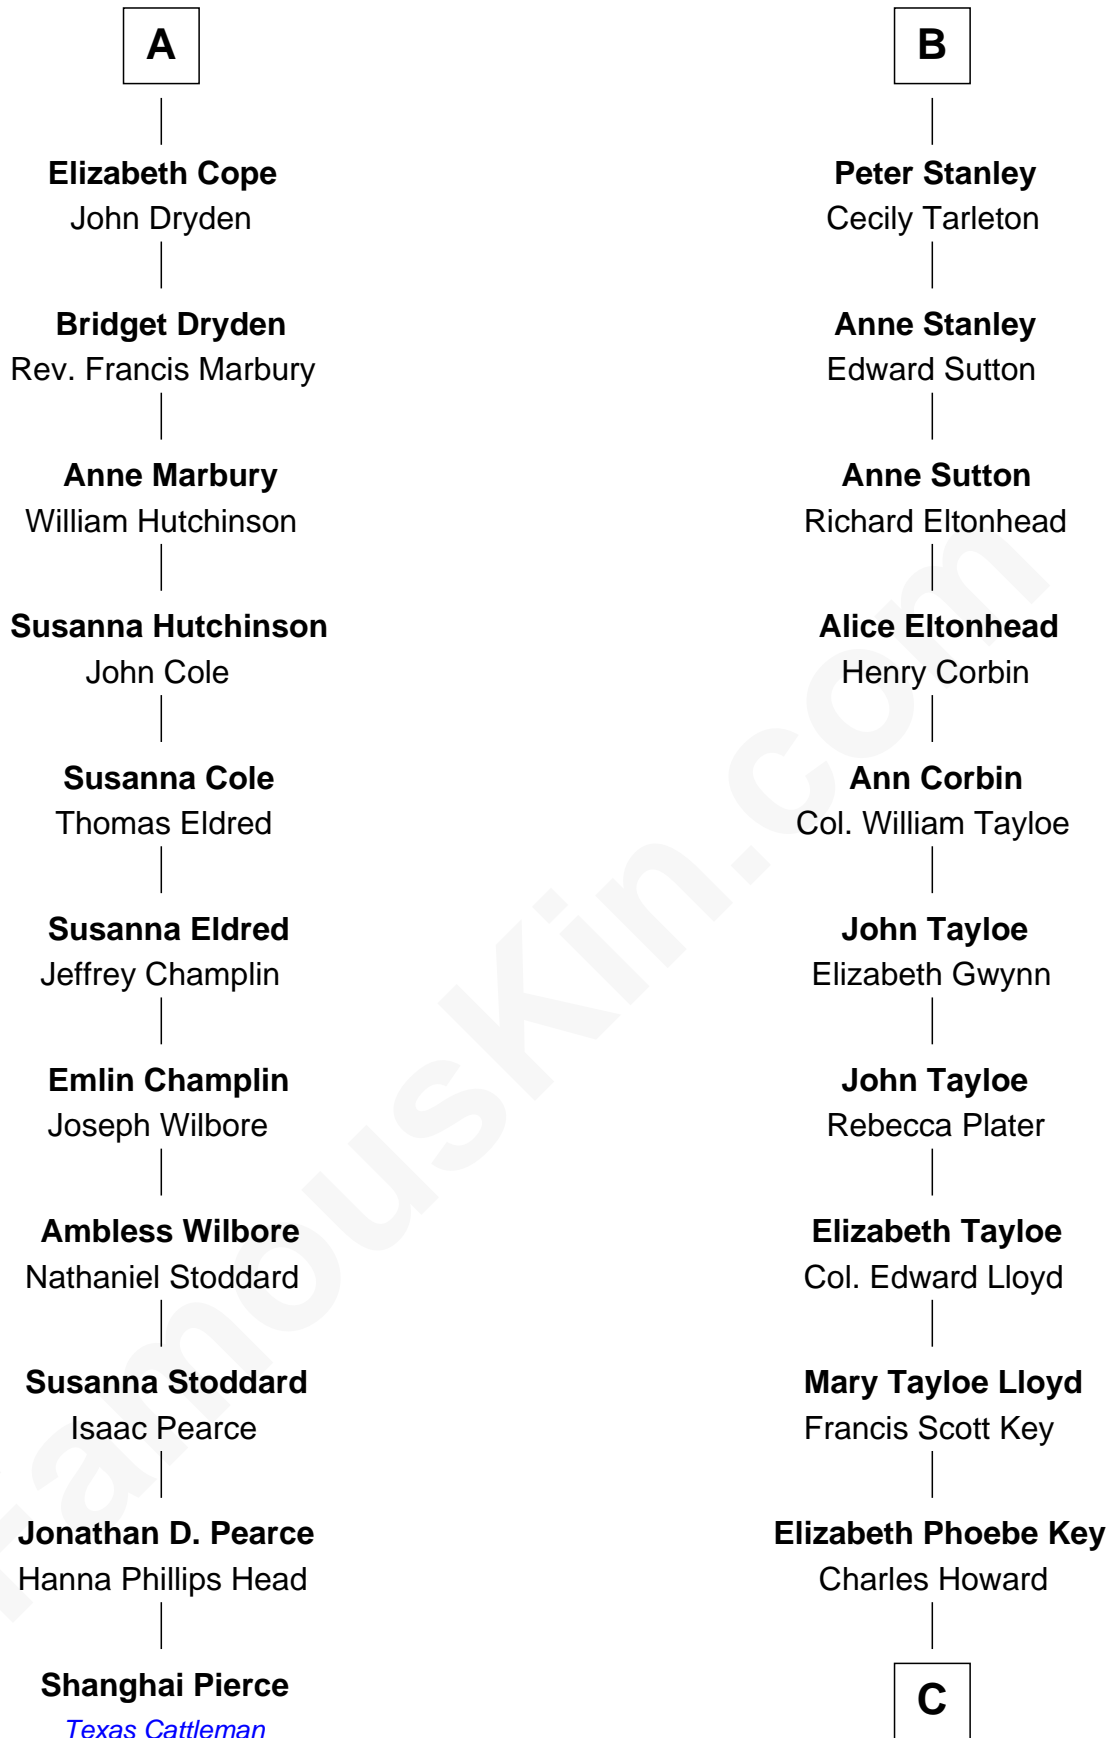 A
Elizabeth Cope
John Dryden
Bridget Dryden
Rev. Francis Marbury
Anne Marbury
William Hutchinson
Susanna Hutchinson
John Cole
Susanna Cole
Thomas Eldred
Susanna Eldred
Jeffrey Champlin
Emlin Champlin
Joseph Wilbore
Ambless Wilbore
Nathaniel Stoddard
Susanna Stoddard
Isaac Pearce
Jonathan D. Pearce
Hanna Phillips Head
Shanghai Pierce
Texas Cattleman
B
Peter Stanley
Cecily Tarleton
Anne Stanley
Edward Sutton
Anne Sutton
Richard Eltonhead
Alice Eltonhead
Henry Corbin
Ann Corbin
Col. William Tayloe
John Tayloe
Elizabeth Gwynn
John Tayloe
Rebecca Plater
Elizabeth Tayloe
Col. Edward Lloyd
Mary Tayloe Lloyd
Francis Scott Key
Elizabeth Phoebe Key
Charles Howard
C
FamousKin.com